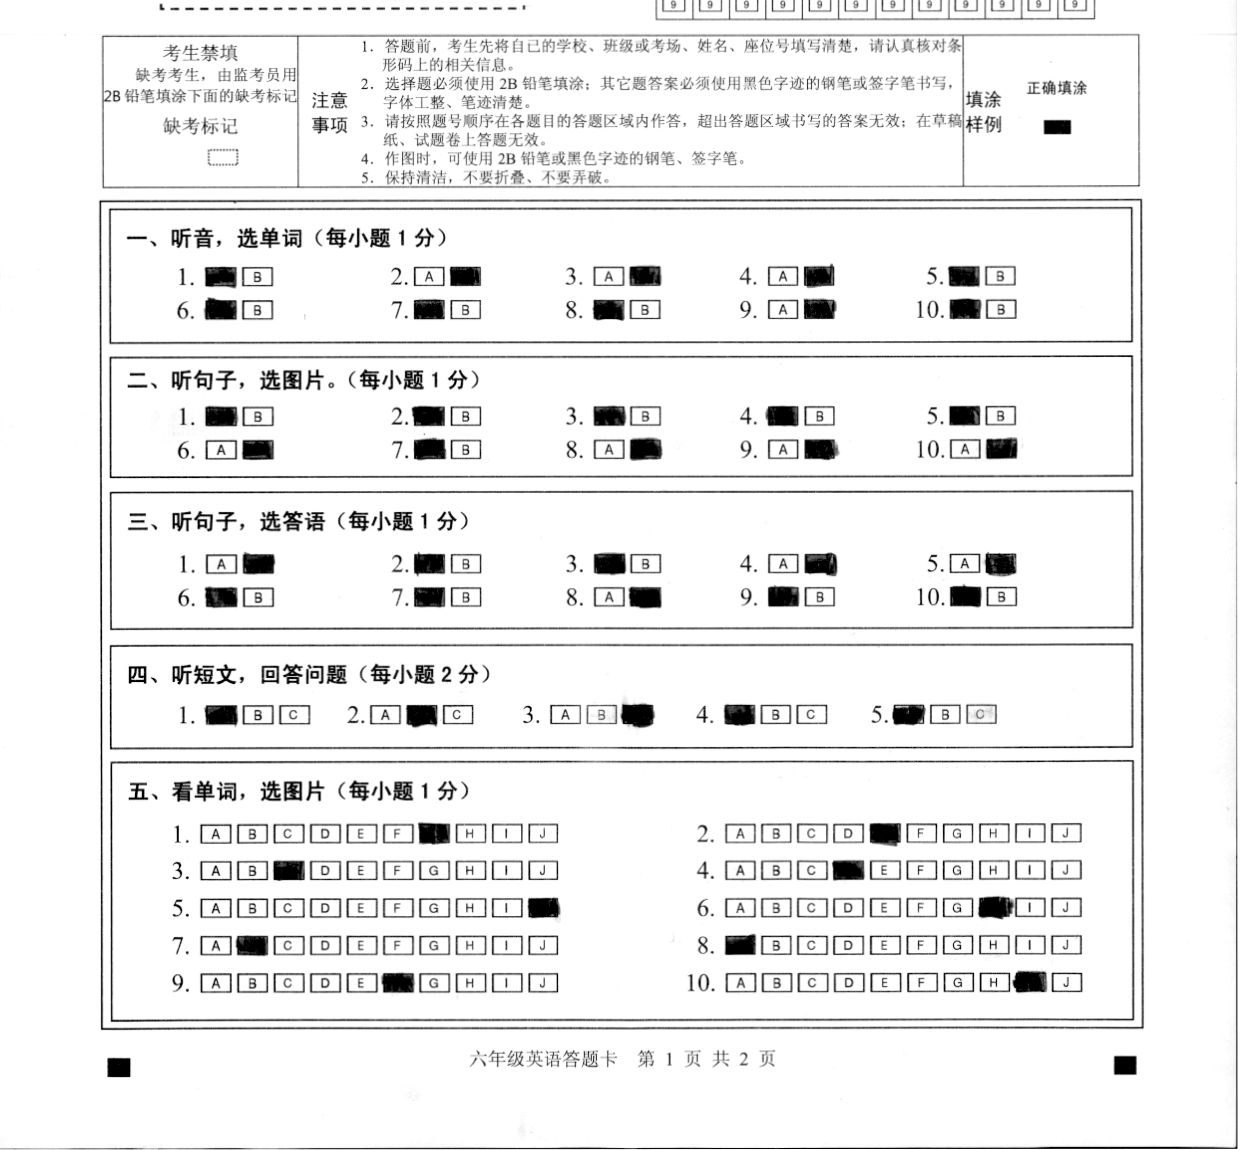 9 9 9 9 9 9 9 9 9 9 9 9
考生禁填
缺考考生，由监考员用
2B 铅笔填涂下面的缺考标记
缺考标记
注意
事项
1. 答题前，考生先将自己的学校、班级或考场、姓名、座位号填写清楚，请认真核对条
形码上的相关信息。
2. 选择题必须使用 2B 铅笔填涂；其它题答案必须使用黑色字迹的钢笔或签字笔书写，
字体工整、笔迹清楚。
3. 请按照题号顺序在各题目的答题区域内作答，超出答题区域书写的答案无效；在草稿
纸、试题卷上答题无效。
4. 作图时，可使用 2B 铅笔或黑色字迹的钢笔、签字笔。
5. 保持清洁，不要折叠、不要弄破。
填涂
样例
正确填涂
一、听音，选单词（每小题 1 分）
1. B 2. A 3. A 4. A 5. B
6. B 7. B 8. B 9. A 10. B
二、听句子，选图片。（每小题 1 分）
1. B 2. B 3. B 4. B 5. B
6. A 7. B 8. A 9. A 10. A
三、听句子，选答语（每小题 1 分）
1. A 2. B 3. B 4. A 5. A
6. B 7. B 8. A 9. B 10. B
四、听短文，回答问题（每小题 2 分）
1. B C 2. A C 3. A B 4. B C 5. B C
五、看单词，选图片（每小题 1 分）
1. A B C D E F H I J 2. A B C D F G H I J
3. A B D E F G H I J 4. A B C E F G H I J
5. A B C D E F G H I 6. A B C D E F G I J
7. A C D E F G H I J 8. B C D E F G H I J
9. A B C D E G H I J 10. A B C D E F G H J
六年级英语答题卡 第 1 页 共 2 页